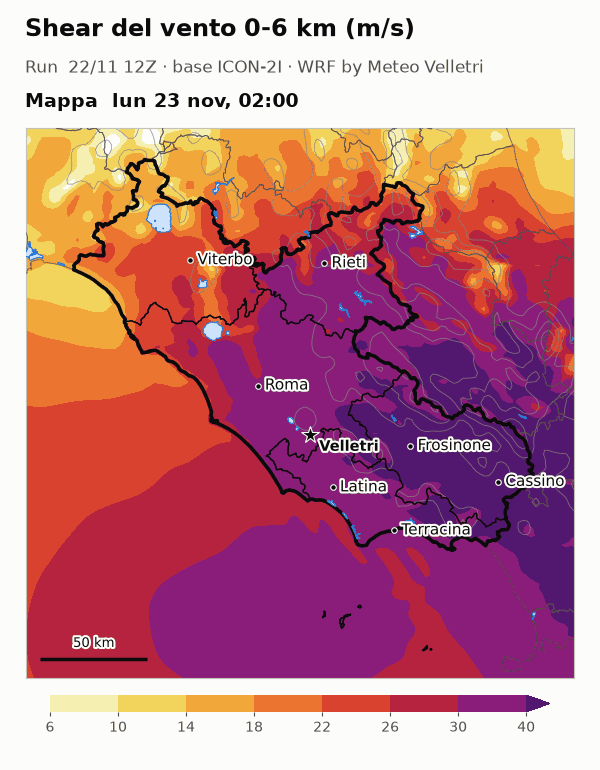 Shear del vento 0-6 km (m/s)
Run  22/11 12Z · base ICON-2I · WRF by Meteo Velletri
Mappa  lun 23 nov, 02:00
Viterbo
Rieti
Roma
Velletri
Frosinone
Cassino
Latina
Terracina
50 km
6 10 14 18 22 26 30 40